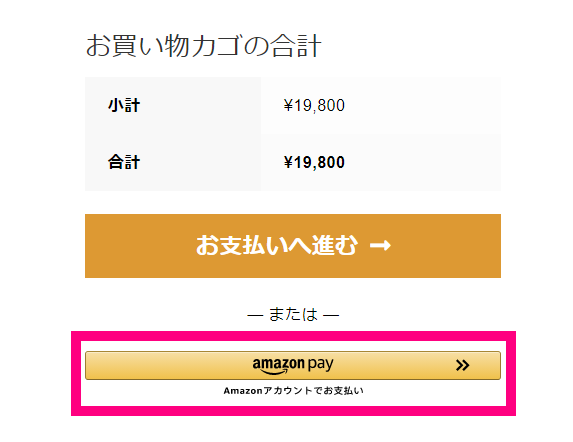 お買い物カゴの合計
小計 ¥19,800
合計 ¥19,800
お支払いへ進む →
— または —
amazon pay
Amazonアカウントでお支払い